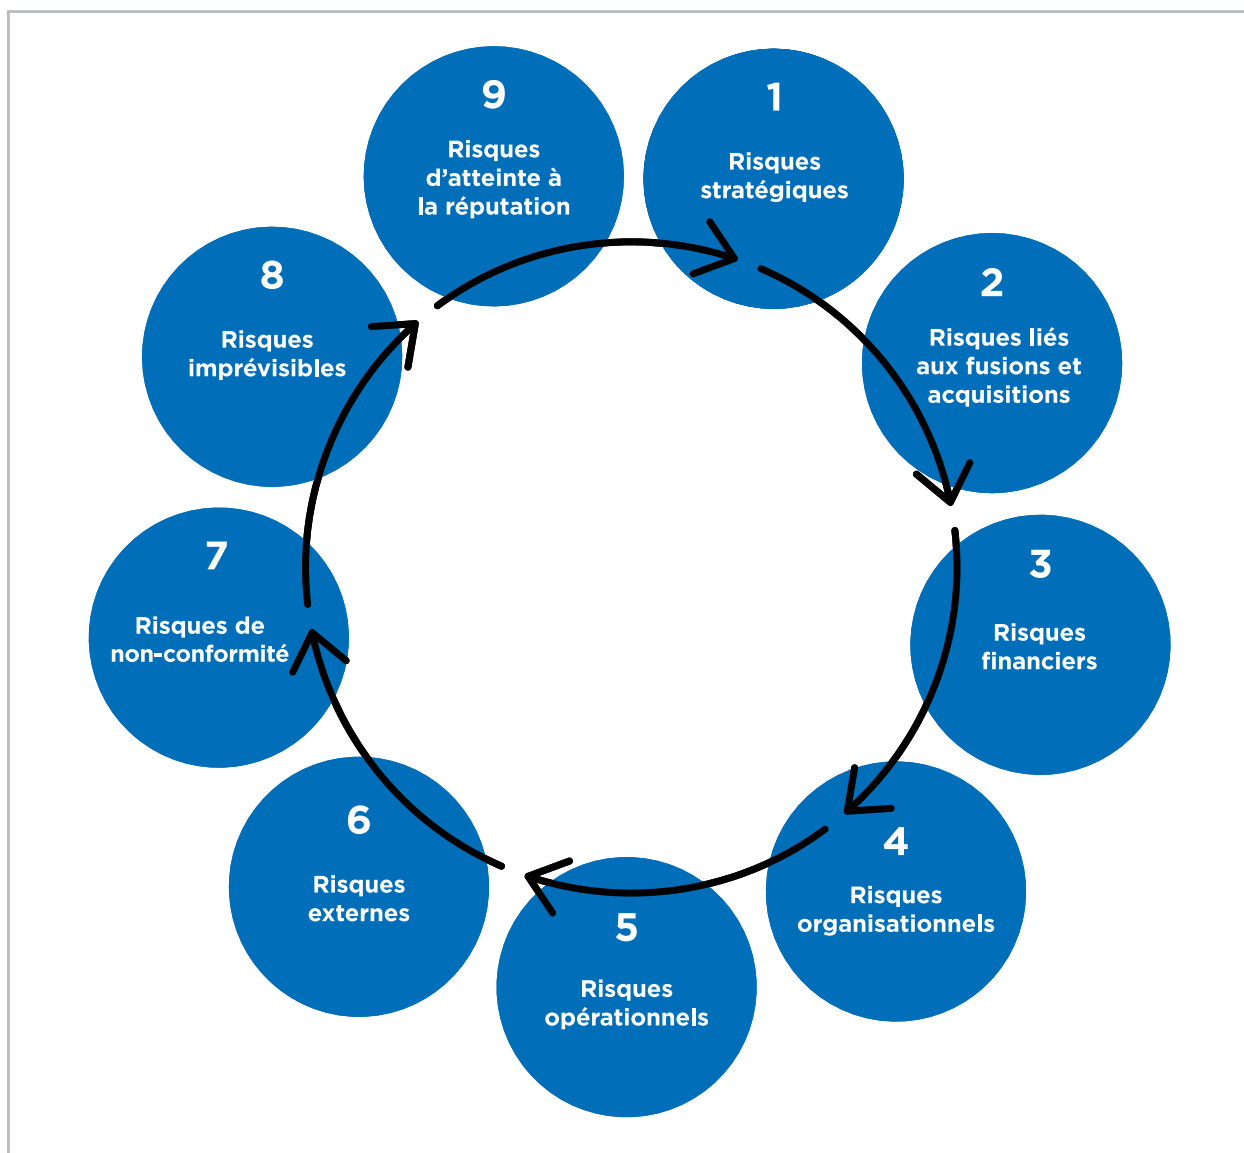 1
Risques
stratégiques
2
Risques liés
aux fusions et
acquisitions
3
Risques
financiers
4
Risques
organisationnels
5
Risques
opérationnels
6
Risques
externes
7
Risques de
non-conformité
8
Risques
imprévisibles
9
Risques
d’atteinte à
la réputation